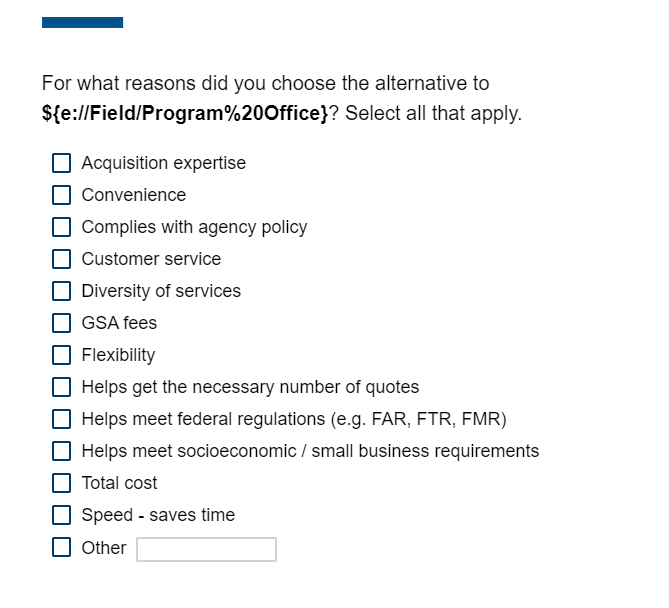 For what reasons did you choose the alternative to
${e://Field/Program%20Office}? Select all that apply.
Acquisition expertise
Convenience
Complies with agency policy
Customer service
Diversity of services
GSA fees
Flexibility
Helps get the necessary number of quotes
Helps meet federal regulations (e.g. FAR, FTR, FMR)
Helps meet socioeconomic / small business requirements
Total cost
Speed - saves time
Other